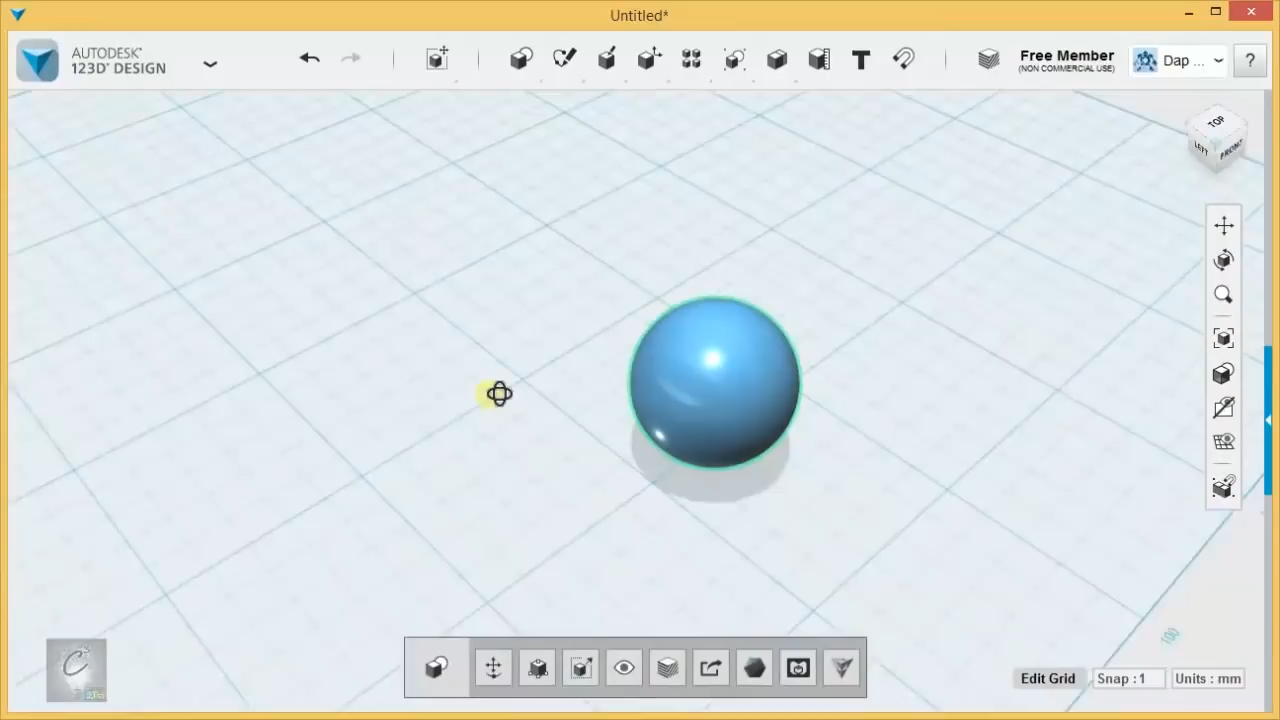 Untitled*
AUTODESK®
123D® DESIGN
Free Member
(NON COMMERCIAL USE)
Dap ...
?
TOP
LEFT
FRONT
100
Edit Grid
Snap : 1
Units : mm